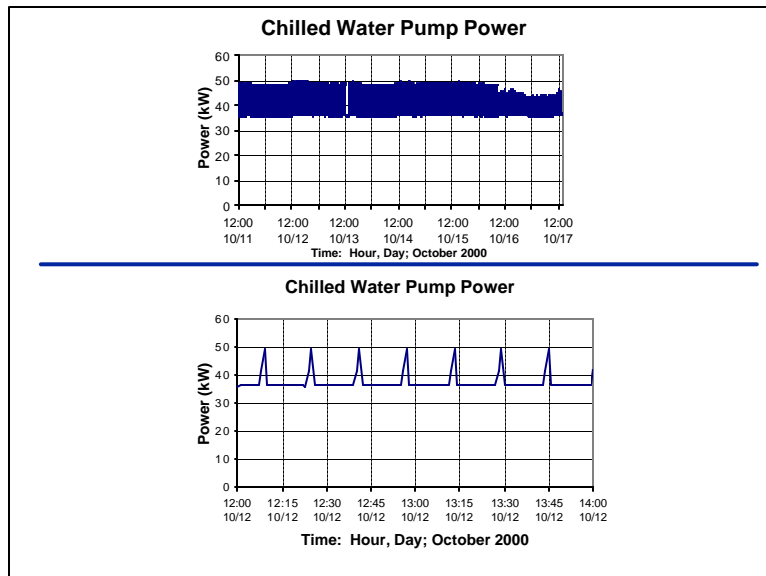 Chilled Water Pump Power
60
50
40
30
20
10
0
Power (kW)
12:00 12:00 12:00 12:00 12:00 12:00 12:00
10/11 10/12 10/13 10/14 10/15 10/16 10/17
Time: Hour, Day; October 2000
Chilled Water Pump Power
60
50
40
30
20
10
0
Power (kW)
12:00 12:15 12:30 12:45 13:00 13:15 13:30 13:45 14:00
10/12 10/12 10/12 10/12 10/12 10/12 10/12 10/12 10/12
Time: Hour, Day; October 2000